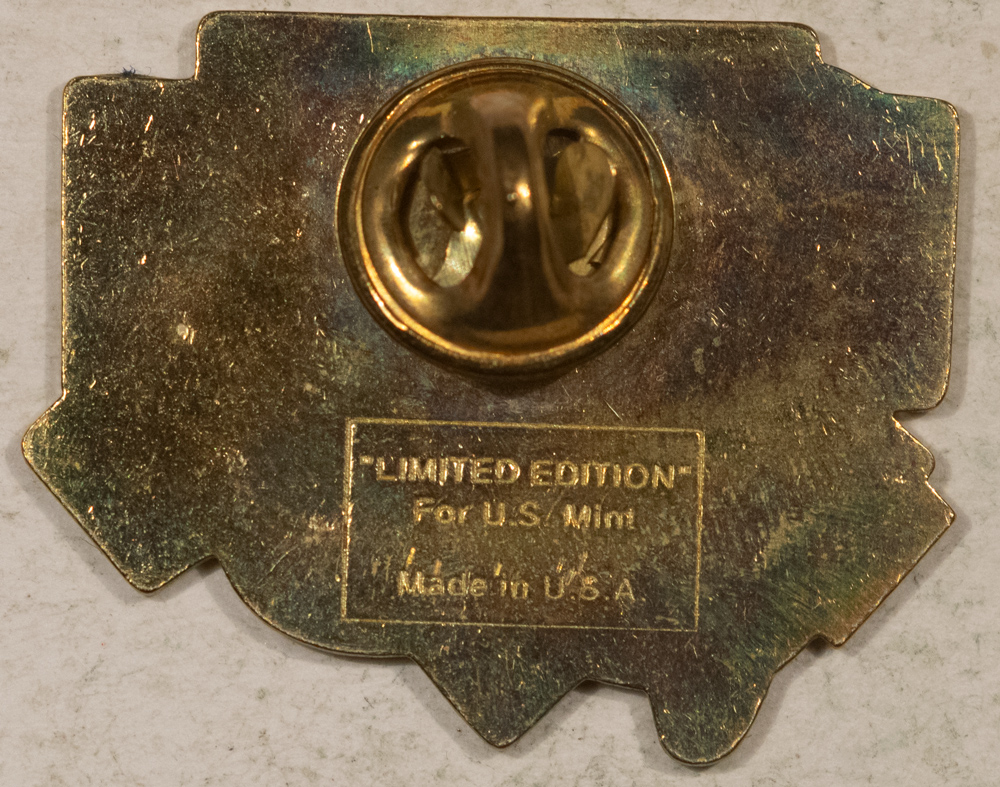 "LIMITED EDITION"
For U.S. Mint
Made in U.S.A